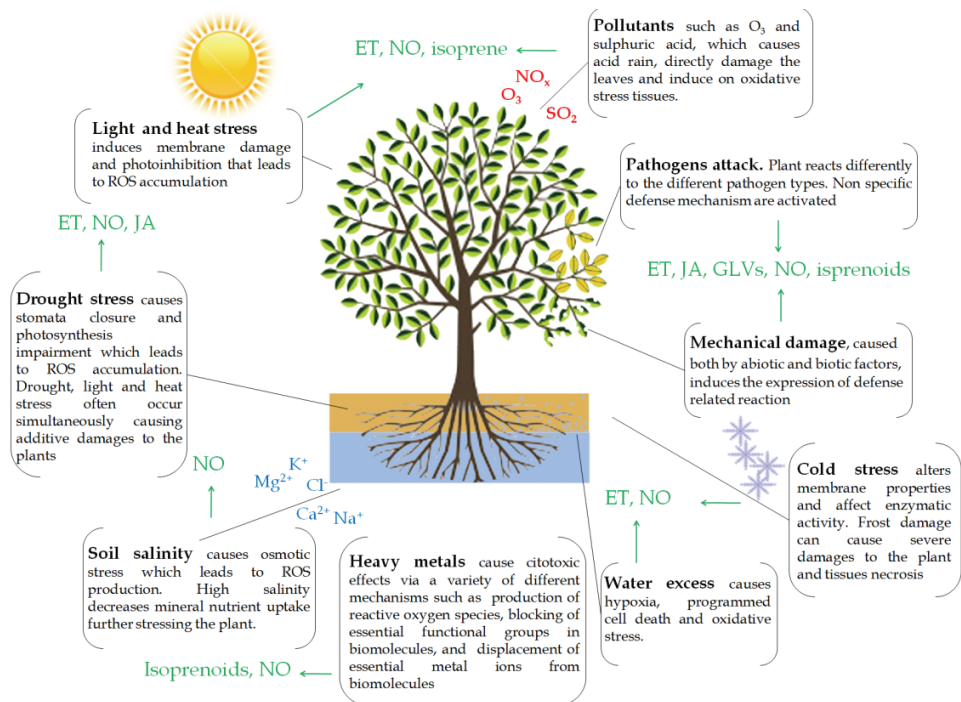 Pollutants such as O₃ and
sulphuric acid, which causes
acid rain, directly damage the
leaves and induce on oxidative
stress tissues.
ET, NO, isoprene
NOₓ
O₃
SO₂
Light and heat stress
induces membrane damage
and photoinhibition that leads
to ROS accumulation
Pathogens attack. Plant reacts differently
to the different pathogen types. Non specific
defense mechanism are activated
ET, NO, JA
ET, JA, GLVs, NO, isprenoids
Drought stress causes
stomata closure and
photosynthesis
impairment which leads
to ROS accumulation.
Drought, light and heat
stress often occur
simultaneously causing
additive damages to the
plants
Mechanical damage, caused
both by abiotic and biotic factors,
induces the expression of defense
related reaction
NO
K⁺
Mg²⁺ Cl⁻
Ca²⁺ Na⁺
ET, NO
Cold stress alters
membrane properties
and affect enzymatic
activity. Frost damage
can cause severe
damages to the plant
and tissues necrosis
Soil salinity causes osmotic
stress which leads to ROS
production. High salinity
decreases mineral nutrient uptake
further stressing the plant.
Heavy metals cause citotoxic
effects via a variety of different
mechanisms such as production of
reactive oxygen species, blocking of
essential functional groups in
biomolecules, and displacement of
essential metal ions from
biomolecules
Water excess causes
hypoxia, programmed
cell death and oxidative
stress.
Isoprenoids, NO